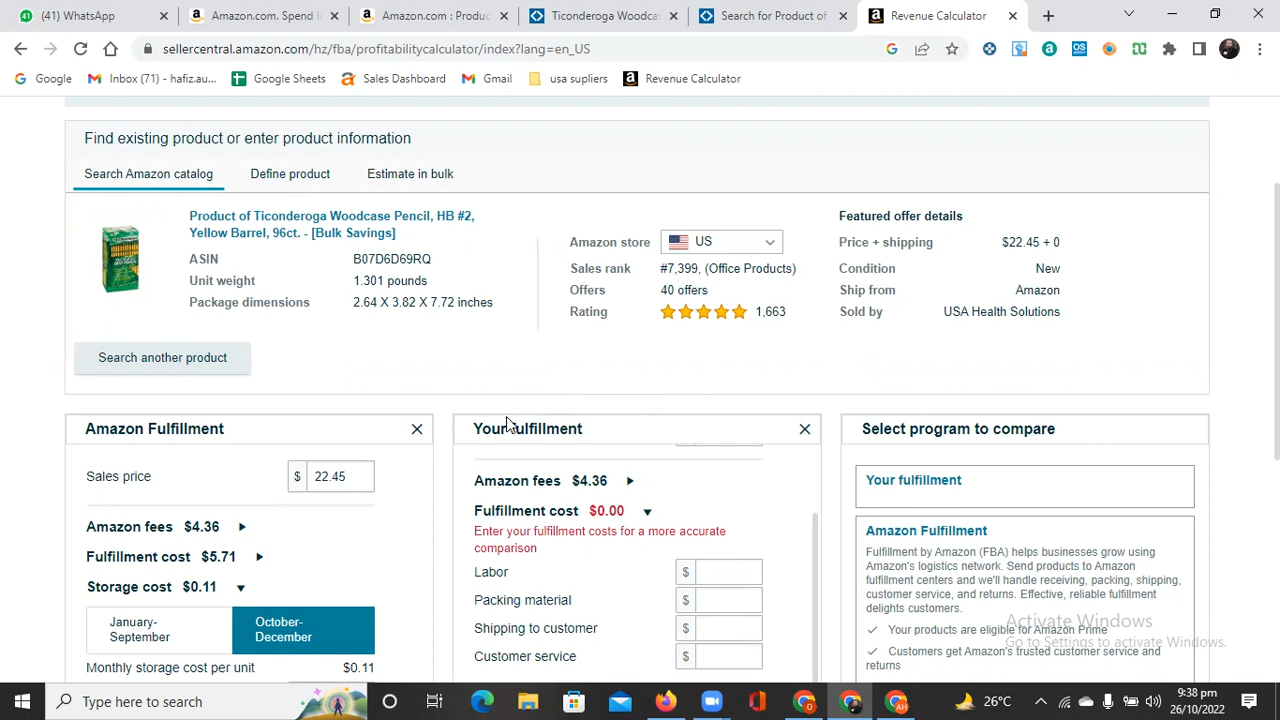 (41) WhatsApp
Amazon.com. Spend l
Amazon.com : Produc
Ticonderoga Woodcas
Search for Product of
Revenue Calculator
sellercentral.amazon.com/hz/fba/profitabilitycalculator/index?lang=en_US
Google
Inbox (71) - hafiz.au...
Google Sheets
Sales Dashboard
Gmail
usa supliers
Revenue Calculator
Find existing product or enter product information
Search Amazon catalog
Define product
Estimate in bulk
Product of Ticonderoga Woodcase Pencil, HB #2,
Yellow Barrel, 96ct. - [Bulk Savings]
ASIN B07D6D69RQ
Unit weight 1.301 pounds
Package dimensions 2.64 X 3.82 X 7.72 inches
Amazon store US
Sales rank #7,399, (Office Products)
Offers 40 offers
Rating 1,663
Featured offer details
Price + shipping $22.45 + 0
Condition New
Ship from Amazon
Sold by USA Health Solutions
Search another product
Amazon Fulfillment
Sales price $ 22.45
Amazon fees $4.36
Fulfillment cost $5.71
Storage cost $0.11
January-
September
October-
December
Monthly storage cost per unit $0.11
Your fulfillment
Amazon fees $4.36
Fulfillment cost $0.00
Enter your fulfillment costs for a more accurate
comparison
Labor $
Packing material $
Shipping to customer $
Customer service $
Select program to compare
Your fulfillment
Amazon Fulfillment
Fulfillment by Amazon (FBA) helps businesses grow using
Amazon's logistics network. Send products to Amazon
fulfillment centers and we'll handle receiving, packing, shipping,
customer service, and returns. Effective, reliable fulfillment
delights customers.
Your products are eligible for Amazon Prime
Customers get Amazon's trusted customer service and
returns
Activate Windows
Go to Settings to activate Windows.
Type here to search
26°C
9:38 pm
26/10/2022